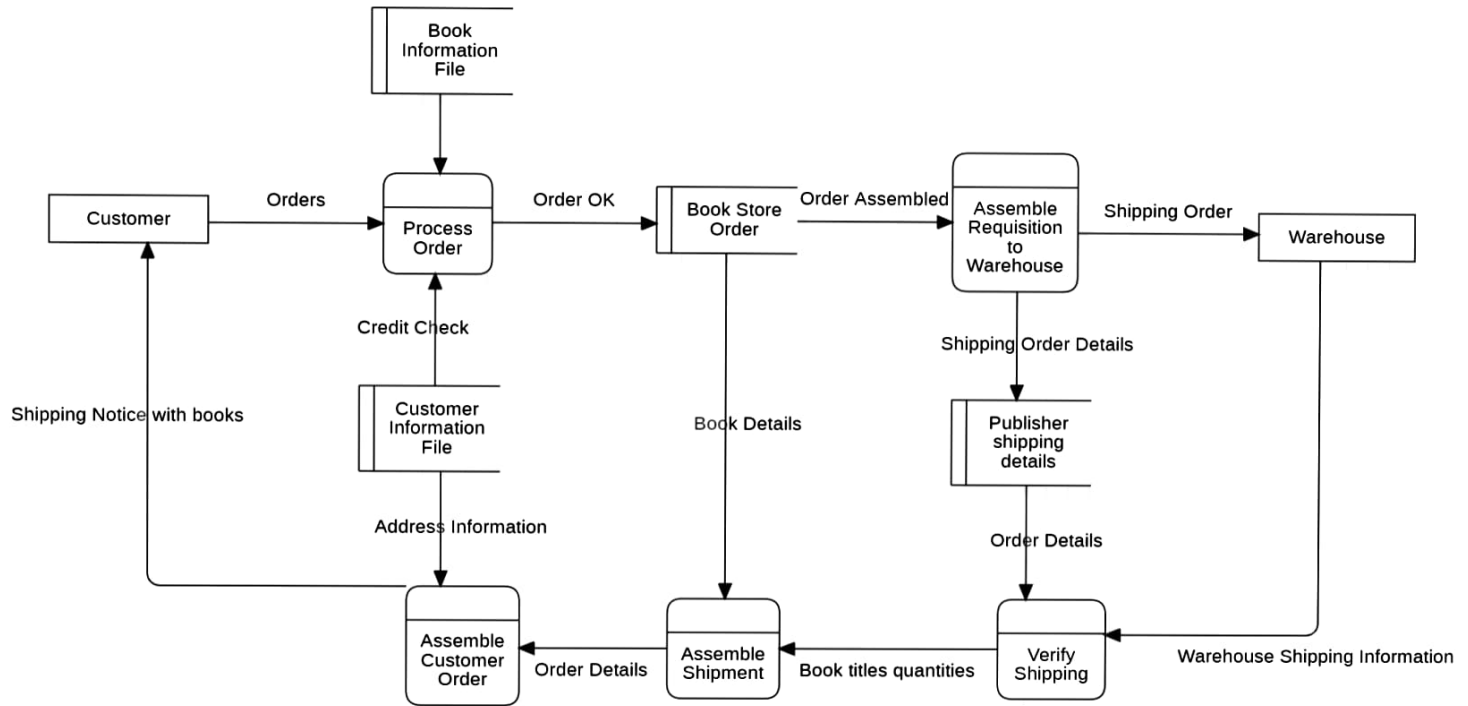 Book
Information
File
Customer
Orders
Process
Order
Order OK
Book Store
Order
Order Assembled
Assemble
Requisition
to
Warehouse
Shipping Order
Warehouse
Credit Check
Shipping Order Details
Customer
Information
File
Shipping Notice with books
Book Details
Publisher
shipping
details
Address Information
Order Details
Assemble
Customer
Order
Order Details
Assemble
Shipment
Book titles quantities
Verify
Shipping
Warehouse Shipping Information